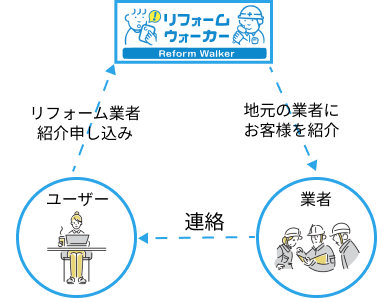 リフォーム
ウォーカー
Reform Walker
リフォーム業者
紹介申し込み
地元の業者に
お客様を紹介
ユーザー
連絡
業者